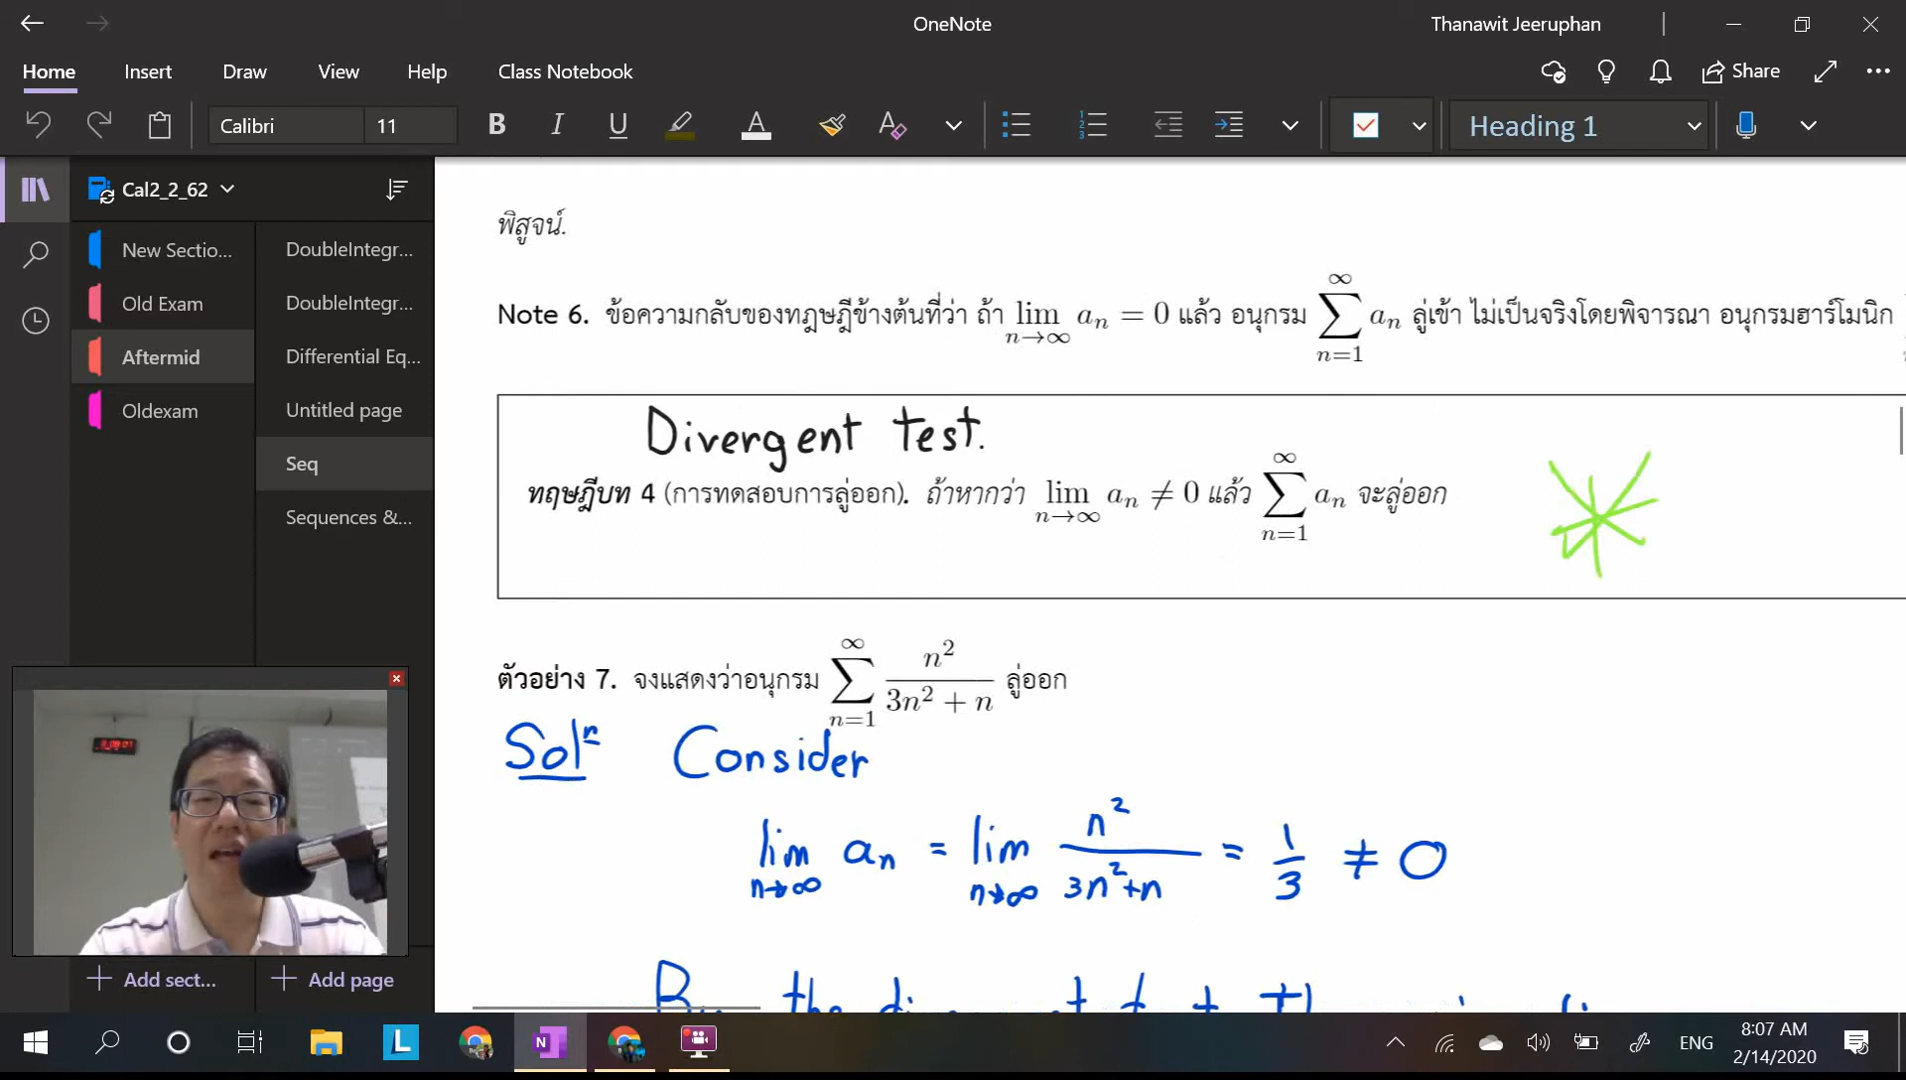 OneNote
Thanawit Jeeruphan
Home Insert Draw View Help Class Notebook
Share
Calibri 11 B I U A Heading 1
Cal2_2_62
New Sectio...
Old Exam
Aftermid
Oldexam
DoubleIntegr...
DoubleIntegr...
Differential Eq...
Untitled page
Seq
Sequences &...
Add sect...
Add page
พิสูจน์.
Note 6. ข้อความกลับของทฎษฎีข้างต้นที่ว่า ถ้า lim n→∞ aₙ = 0 แล้ว อนุกรม ∞ ∑ n=1 aₙ ลู่เข้า ไม่เป็นจริงโดยพิจารณา อนุกรมฮาร์โมนิก
Divergent test.
ทฤษฎีบท 4 (การทดสอบการลู่ออก). ถ้าหากว่า lim n→∞ aₙ ≠ 0 แล้ว ∞ ∑ n=1 aₙ จะลู่ออก
ตัวอย่าง 7. จงแสดงว่าอนุกรม ∞ ∑ n=1 n²/(3n² + n) ลู่ออก
Solⁿ Consider
lim n→∞ aₙ = lim n→∞ n²/(3n²+n) = 1/3 ≠ 0
By the divergent
ENG
8:07 AM
2/14/2020